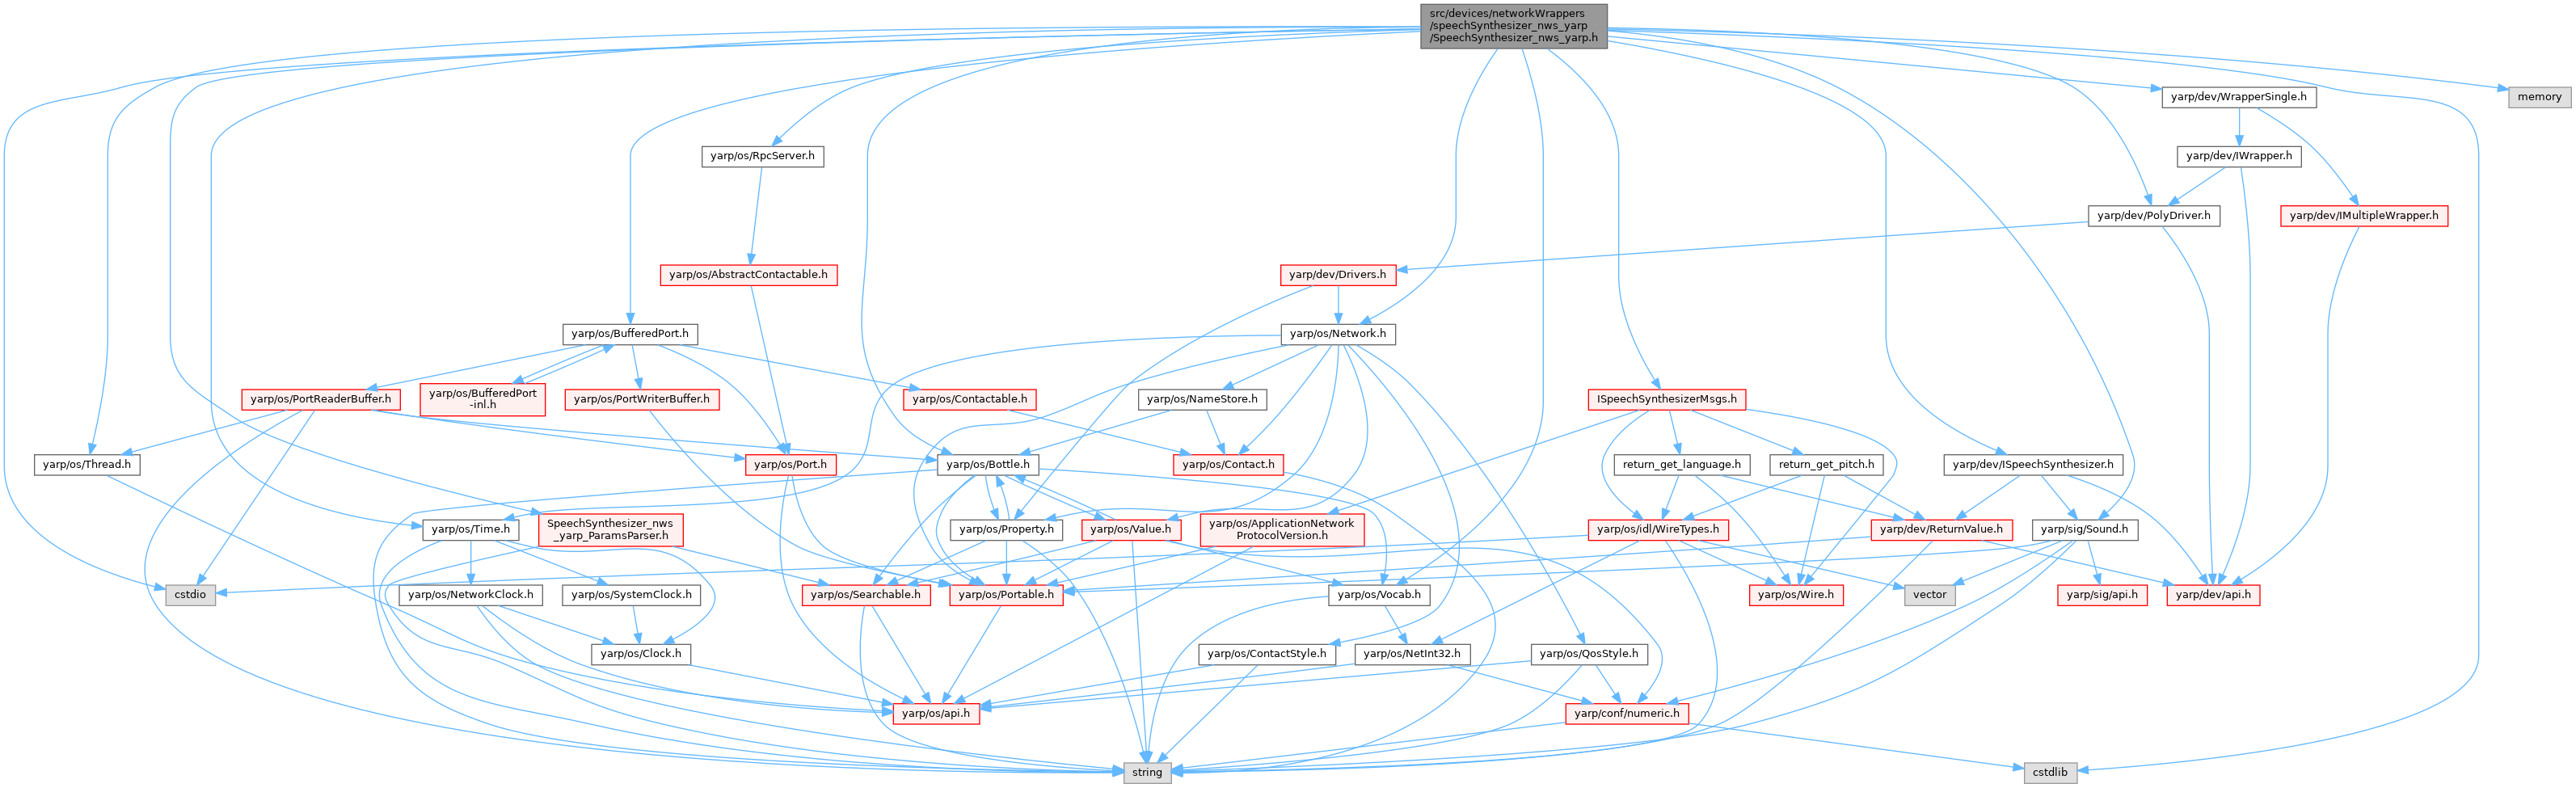 src/devices/networkWrappers
/speechSynthesizer_nws_yarp
/SpeechSynthesizer_nws_yarp.h
yarp/dev/WrapperSingle.h
memory
yarp/os/RpcServer.h
yarp/dev/IWrapper.h
yarp/dev/PolyDriver.h
yarp/dev/IMultipleWrapper.h
yarp/os/AbstractContactable.h
yarp/dev/Drivers.h
yarp/os/BufferedPort.h
yarp/os/Network.h
yarp/os/PortReaderBuffer.h
yarp/os/BufferedPort
-inl.h
yarp/os/PortWriterBuffer.h
yarp/os/Contactable.h
yarp/os/NameStore.h
ISpeechSynthesizerMsgs.h
yarp/os/Thread.h
yarp/os/Port.h
yarp/os/Bottle.h
yarp/os/Contact.h
return_get_language.h
return_get_pitch.h
yarp/dev/ISpeechSynthesizer.h
yarp/os/Time.h
SpeechSynthesizer_nws
_yarp_ParamsParser.h
yarp/os/Property.h
yarp/os/Value.h
yarp/os/ApplicationNetwork
ProtocolVersion.h
yarp/os/idl/WireTypes.h
yarp/dev/ReturnValue.h
yarp/sig/Sound.h
cstdio
yarp/os/NetworkClock.h
yarp/os/SystemClock.h
yarp/os/Searchable.h
yarp/os/Portable.h
yarp/os/Vocab.h
yarp/os/Wire.h
vector
yarp/sig/api.h
yarp/dev/api.h
yarp/os/Clock.h
yarp/os/ContactStyle.h
yarp/os/NetInt32.h
yarp/os/QosStyle.h
yarp/os/api.h
yarp/conf/numeric.h
string
cstdlib